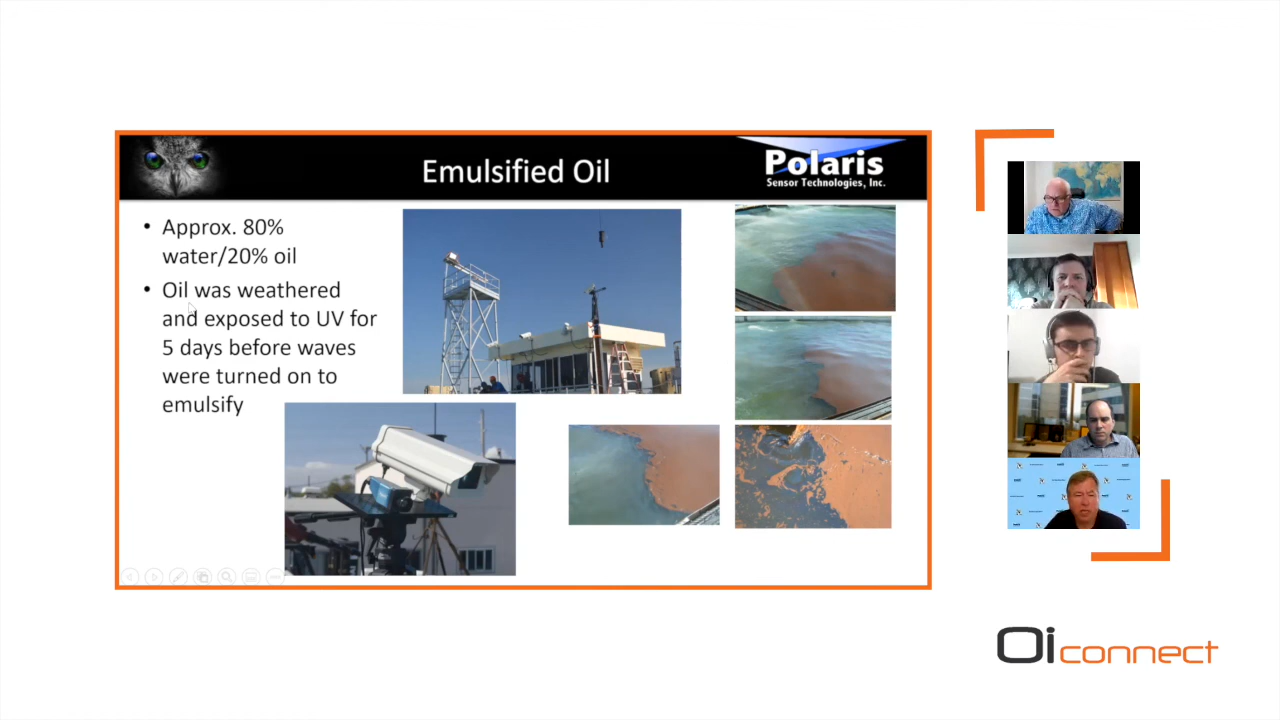 Emulsified Oil
Polaris
Sensor Technologies, Inc.
• Approx. 80%
water/20% oil
• Oil was weathered
and exposed to UV for
5 days before waves
were turned on to
emulsify
Oi connect